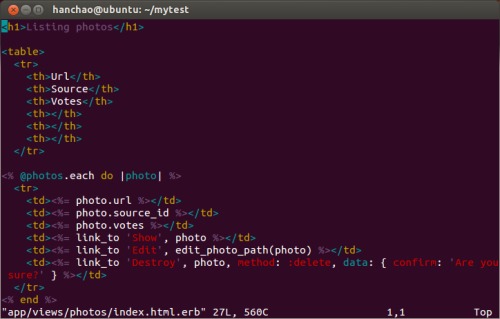 hanchao@ubuntu: ~/mytest
<h1>Listing photos</h1>

<table>
  <tr>
    <th>Url</th>
    <th>Source</th>
    <th>Votes</th>
    <th></th>
    <th></th>
    <th></th>
  </tr>

<% @photos.each do |photo| %>
  <tr>
    <td><%= photo.url %></td>
    <td><%= photo.source_id %></td>
    <td><%= photo.votes %></td>
    <td><%= link_to 'Show', photo %></td>
    <td><%= link_to 'Edit', edit_photo_path(photo) %></td>
    <td><%= link_to 'Destroy', photo, method: :delete, data: { confirm: 'Are you
 sure?' } %></td>
  </tr>
<% end %>
"app/views/photos/index.html.erb" 27L, 560C 1,1 Top